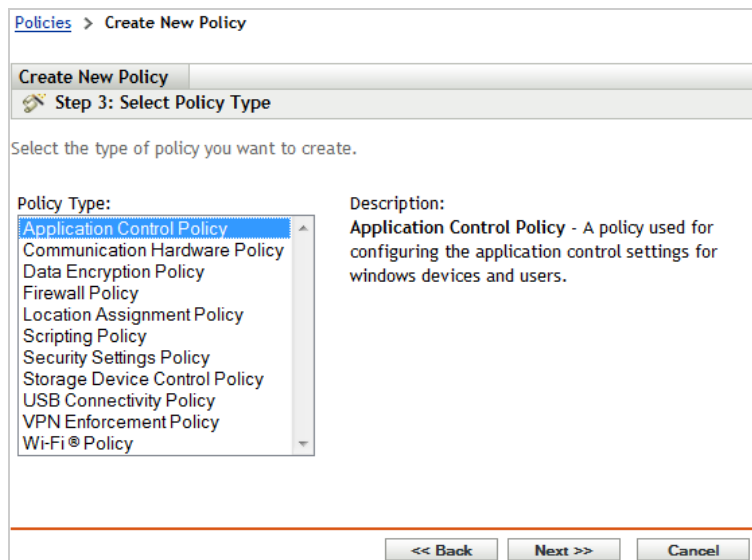 Policies > Create New Policy
Create New Policy
Step 3: Select Policy Type
Select the type of policy you want to create.
Policy Type:
Application Control Policy
Communication Hardware Policy
Data Encryption Policy
Firewall Policy
Location Assignment Policy
Scripting Policy
Security Settings Policy
Storage Device Control Policy
USB Connectivity Policy
VPN Enforcement Policy
Wi-Fi ® Policy
Description:
Application Control Policy - A policy used for
configuring the application control settings for
windows devices and users.
<< Back Next >> Cancel